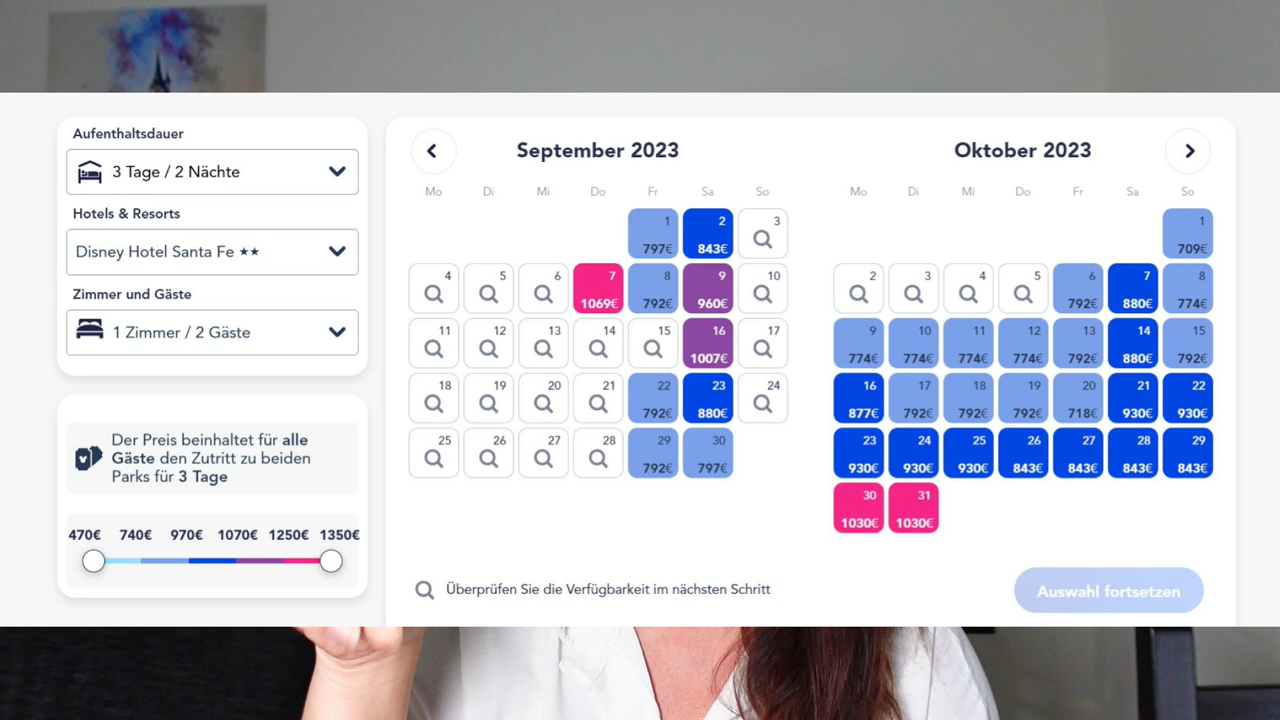 Aufenthaltsdauer
3 Tage / 2 Nächte
Hotels & Resorts
Disney Hotel Santa Fe ★★
Zimmer und Gäste
1 Zimmer / 2 Gäste
Der Preis beinhaltet für alle
Gäste den Zutritt zu beiden
Parks für 3 Tage
470€ 740€ 970€ 1070€ 1250€ 1350€
September 2023
Mo Di Mi Do Fr Sa So
1 2 3
797€ 843€
4 5 6 7 8 9 10
1069€ 792€ 960€
11 12 13 14 15 16 17
1007€
18 19 20 21 22 23 24
792€ 880€
25 26 27 28 29 30
792€ 797€
Oktober 2023
Mo Di Mi Do Fr Sa So
1
709€
2 3 4 5 6 7 8
792€ 880€ 774€
9 10 11 12 13 14 15
774€ 774€ 774€ 774€ 792€ 880€ 792€
16 17 18 19 20 21 22
877€ 792€ 792€ 792€ 718€ 930€ 930€
23 24 25 26 27 28 29
930€ 930€ 930€ 843€ 843€ 843€ 843€
30 31
1030€ 1030€
Überprüfen Sie die Verfügbarkeit im nächsten Schritt
Auswahl fortsetzen